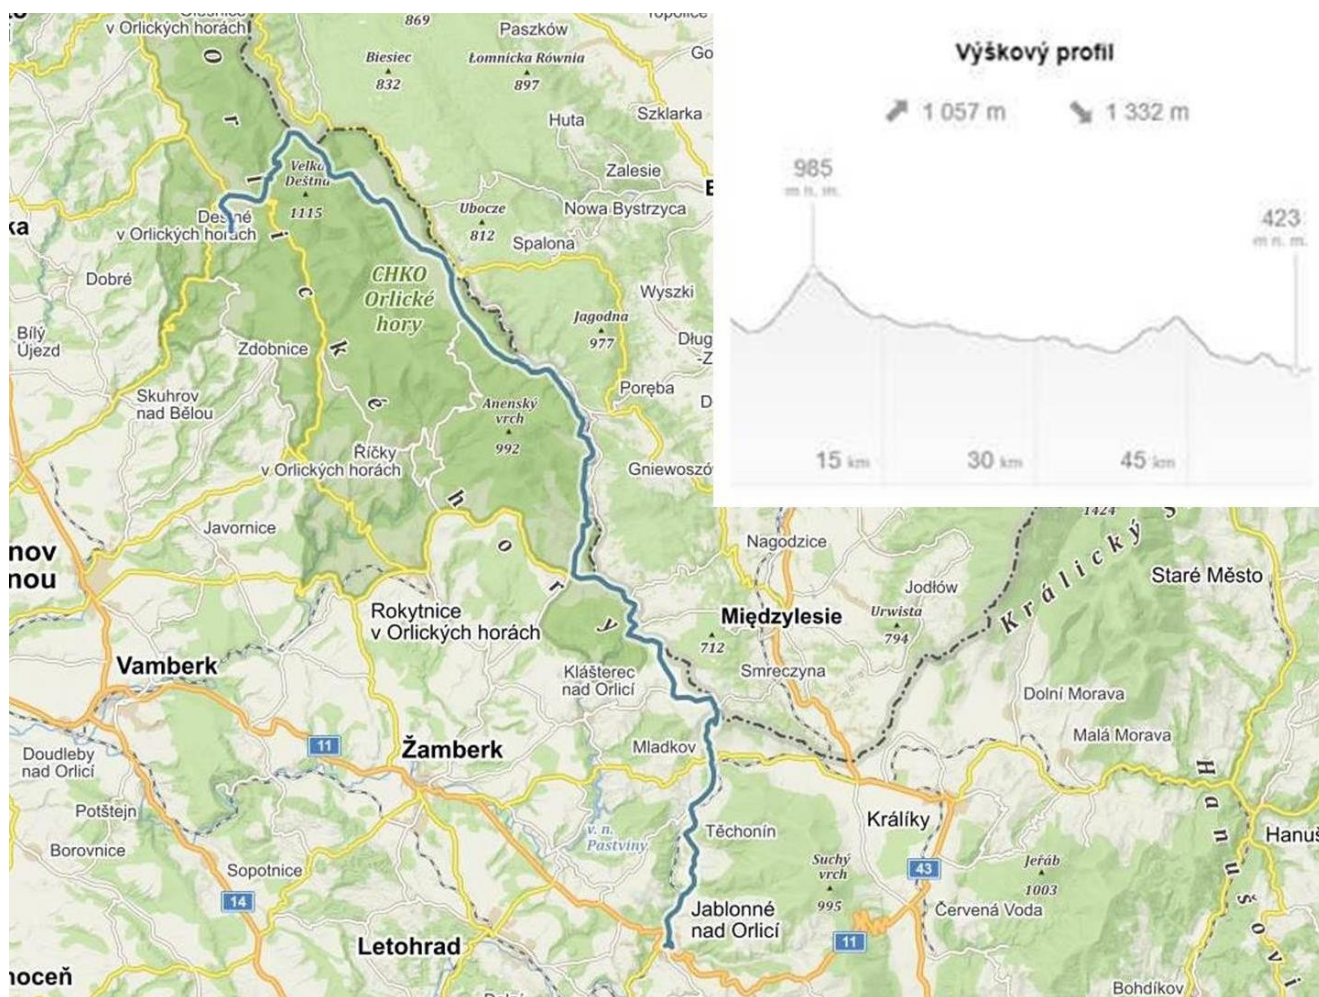 v Orlických horách
869
Paszków
Biesiec
832
Łomnicka Równia
897
Szklarka
Huta
Zalesie
Velká
Deštná
1115
Ubocze
812
Nowa Bystrzyca
Spalona
Deštné
v Orlických horách
Dobré
CHKO
Orlické
hory
Wyszki
Jagodna
977
Bílý
Újezd
Zdobnice
Skuhrov
nad Bělou
Poręba
Anenský
vrch
992
Říčky
v Orlických horách
Javornice
Orlické
hory
Výškový profil
1 057 m
1 332 m
985
m n. m.
423
m n. m.
15 km
30 km
45 km
1424
Nagodzice
Králický
Staré Město
Jodłów
Urwista
794
Międzylesie
712
Smreczyna
Rokytnice
v Orlických horách
Vamberk
Klášterec
nad Orlicí
Dolní Morava
Malá Morava
Doudleby
nad Orlicí
11
Žamberk
Mladkov
Potštejn
Borovnice
v. n.
Pastviny
Těchonín
Králíky
Sopotnice
14
Suchý
vrch
995
43
Jeřáb
1003
Jablonné
nad Orlicí
Červená Voda
Letohrad
11
Bohdíkov